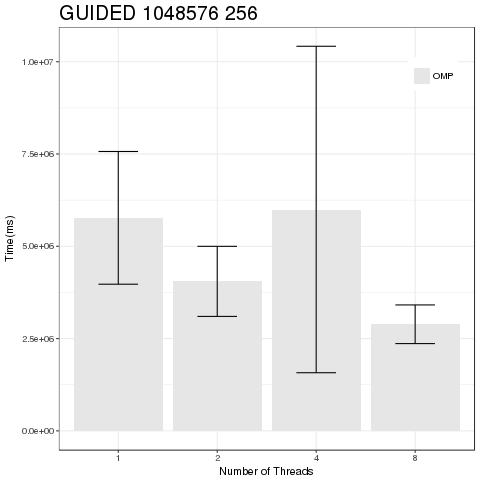 GUIDED 1048576 256
1.0e+07
7.5e+06
5.0e+06
2.5e+06
0.0e+00
Time(ms)
OMP
1 2 4 8
Number of Threads